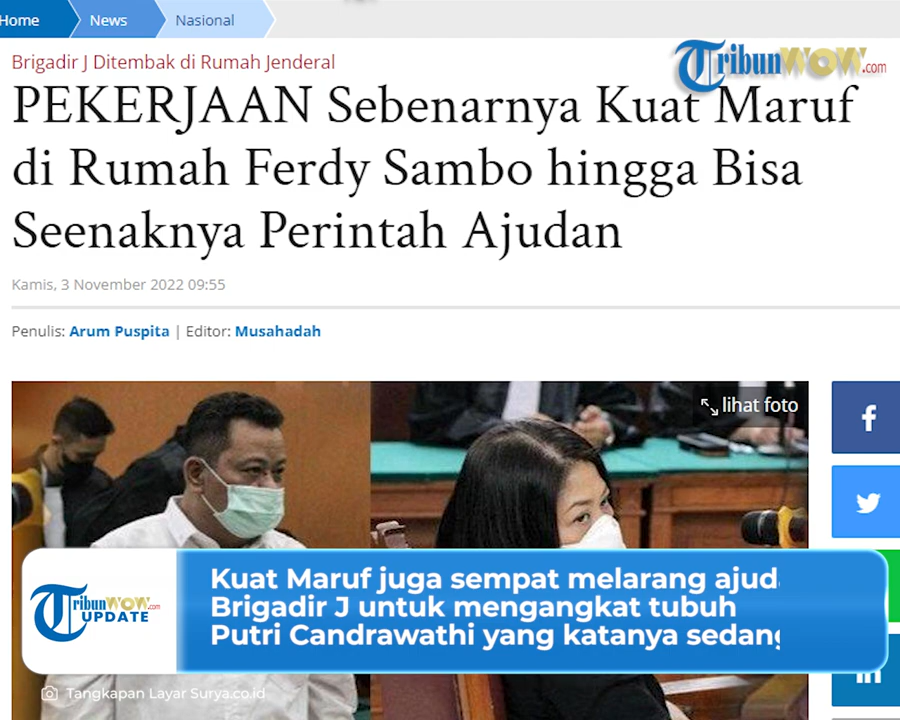 Home News Nasional
Brigadir J Ditembak di Rumah Jenderal
TribunWOW.com
PEKERJAAN Sebenarnya Kuat Maruf
di Rumah Ferdy Sambo hingga Bisa
Seenaknya Perintah Ajudan
Kamis, 3 November 2022 09:55
Penulis: Arum Puspita | Editor: Musahadah
lihat foto
Kuat Maruf juga sempat melarang ajud
Brigadir J untuk mengangkat tubuh
Putri Candrawathi yang katanya sedang
TribunWOW.com
UPDATE
Tangkapan Layar Surya.co.id